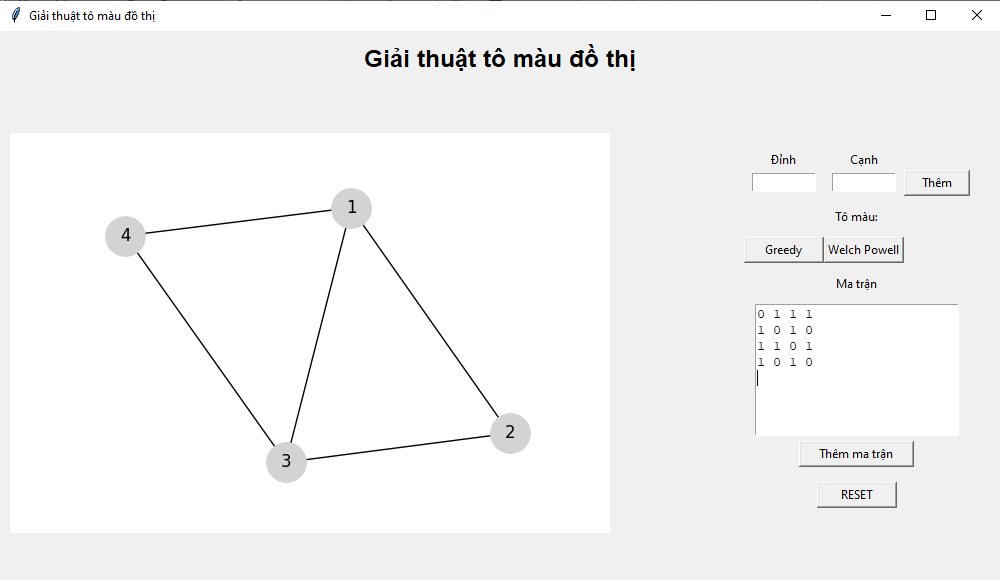 Giải thuật tô màu đồ thị
Giải thuật tô màu đồ thị
Đỉnh Cạnh
Thêm
Tô màu:
Greedy Welch Powell
Ma trận
0 1 1 1
1 0 1 0
1 1 0 1
1 0 1 0
Thêm ma trận
RESET
1
4
2
3